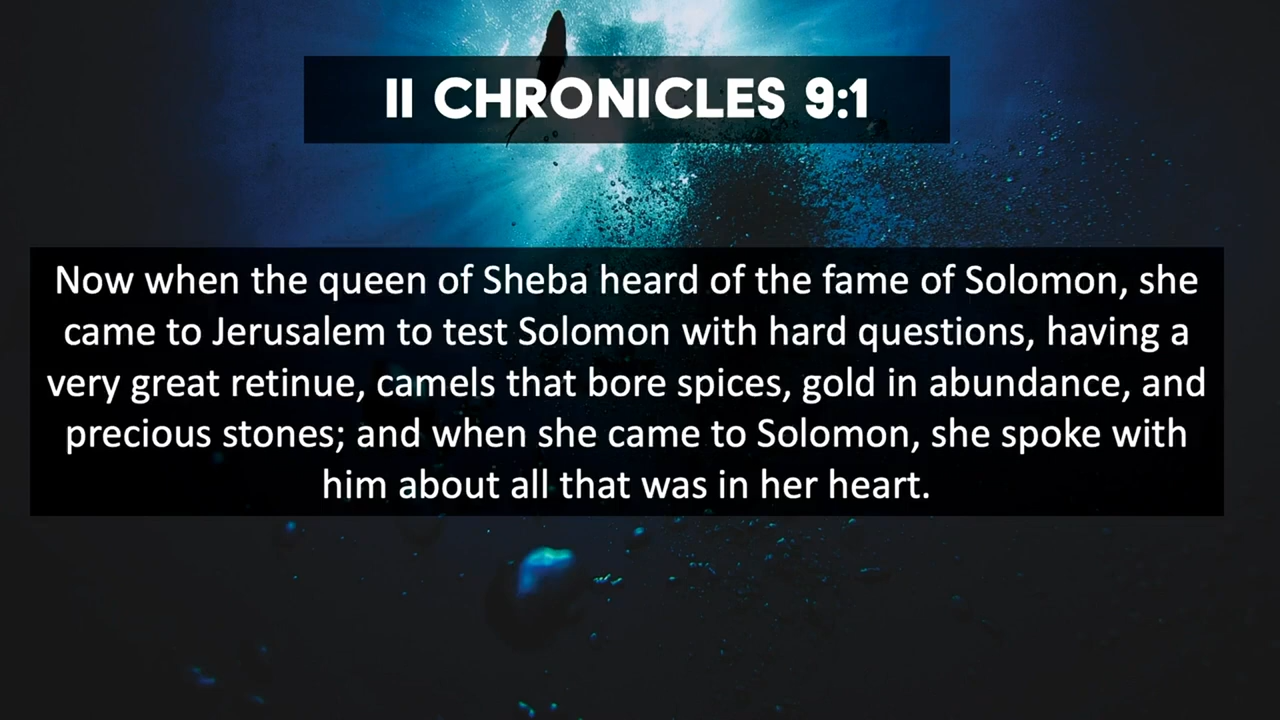 II CHRONICLES 9:1
Now when the queen of Sheba heard of the fame of Solomon, she
came to Jerusalem to test Solomon with hard questions, having a
very great retinue, camels that bore spices, gold in abundance, and
precious stones; and when she came to Solomon, she spoke with
him about all that was in her heart.